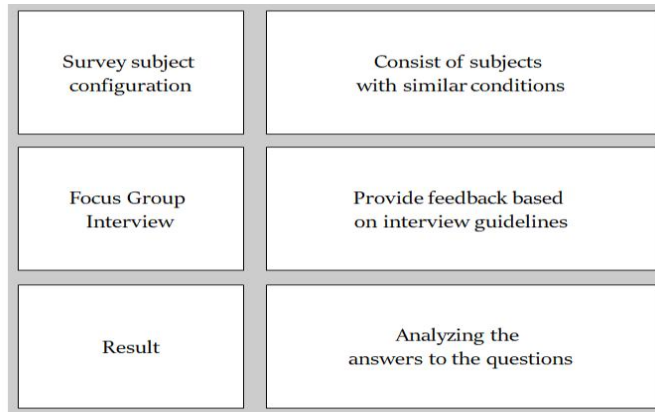 Survey subject
configuration
Consist of subjects
with similar conditions
Focus Group
Interview
Provide feedback based
on interview guidelines
Result
Analyzing the
answers to the questions